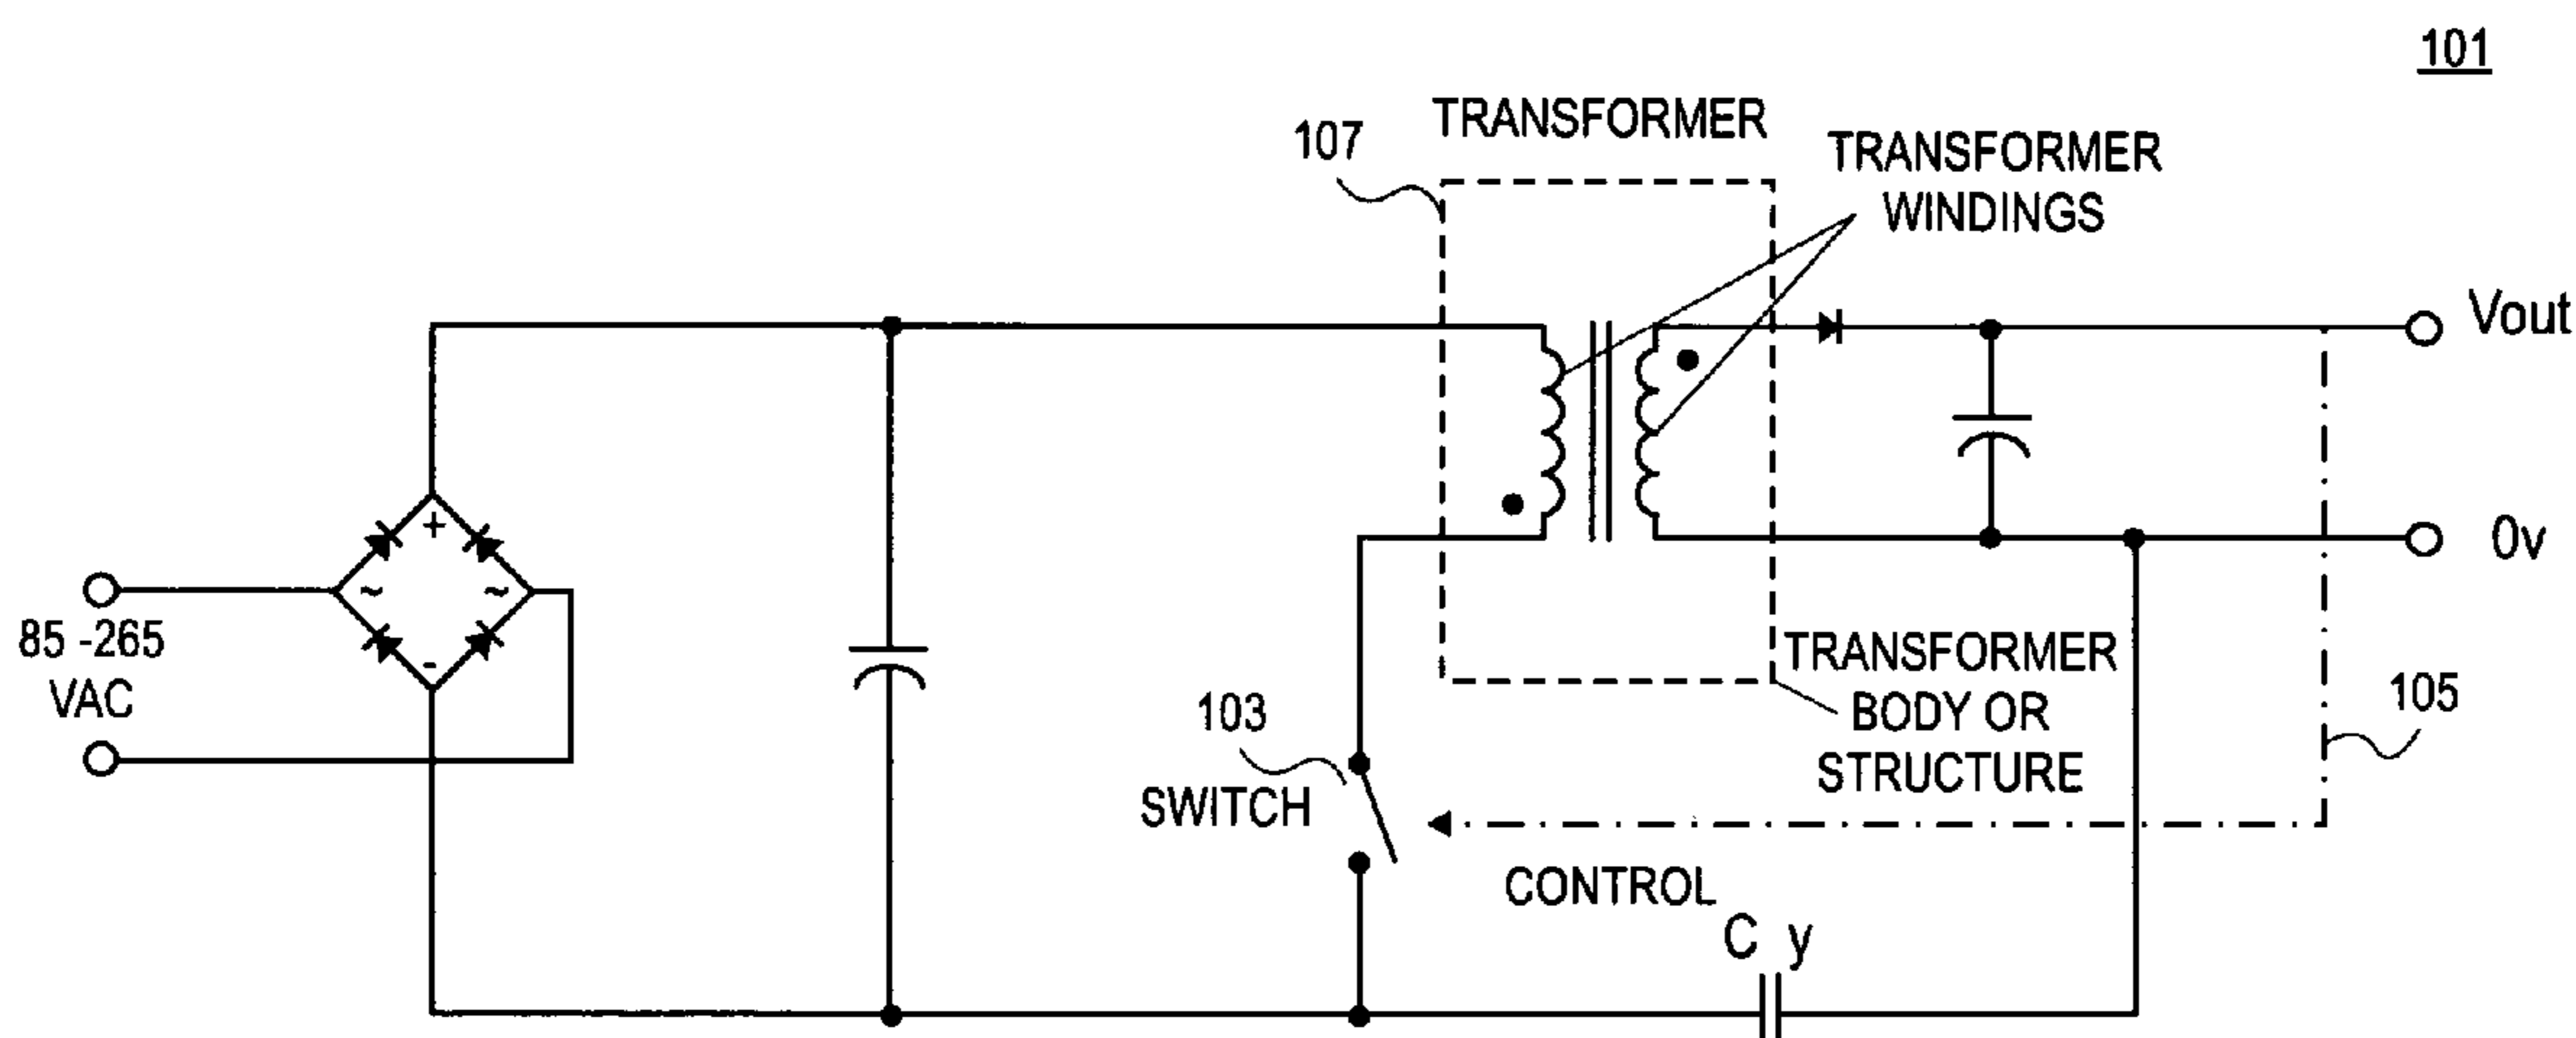 101
TRANSFORMER
107
TRANSFORMER
WINDINGS
Vout
+
~ ~
-
0v
85 -265
VAC
TRANSFORMER
BODY OR
STRUCTURE
103
SWITCH
105
CONTROL
C y